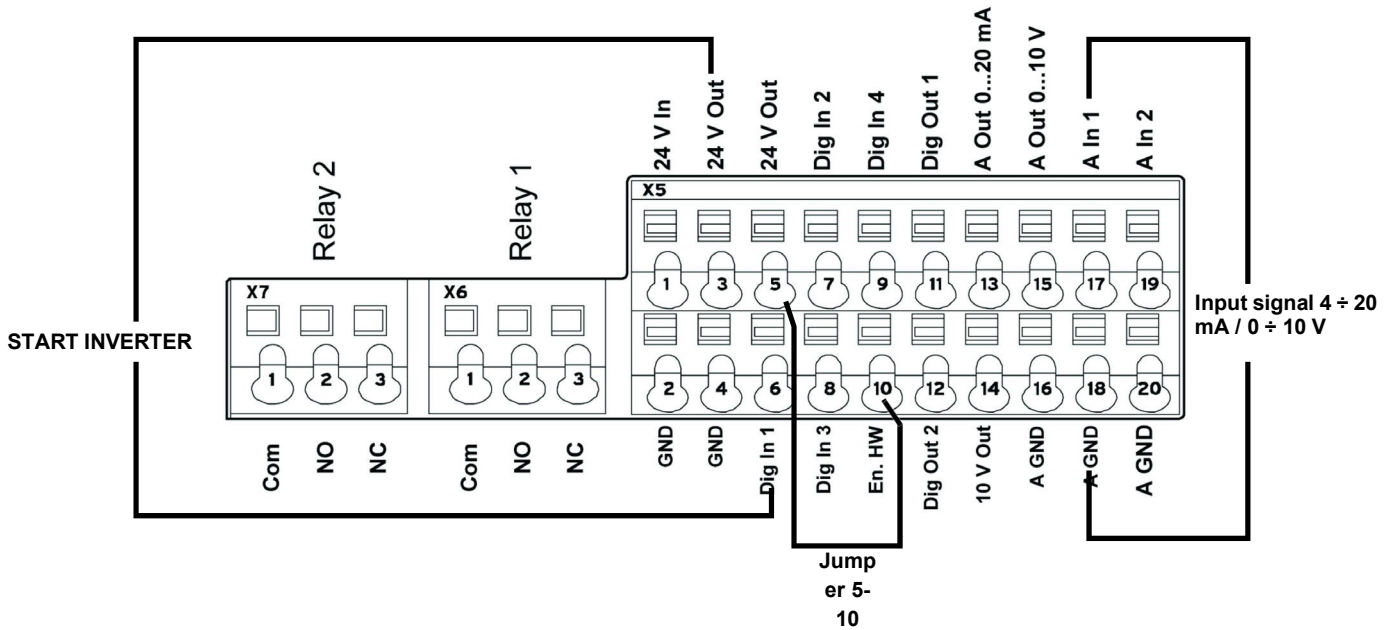 24 V In
24 V Out
24 V Out
Dig In 2
Dig In 4
Dig Out 1
A Out 0...20 mA
A Out 0...10 V
A In 1
A In 2
Relay 2
Relay 1
X5
1
3
5
7
9
11
13
15
17
19
X7
X6
START INVERTER
Input signal 4 ÷ 20
mA / 0 ÷ 10 V
1
2
3
1
2
3
2
4
6
8
10
12
14
16
18
20
Com
NO
NC
Com
NO
NC
GND
GND
Dig In 1
Dig In 3
En. HW
Dig Out 2
10 V Out
A GND
A GND
A GND
Jump
er 5-
10